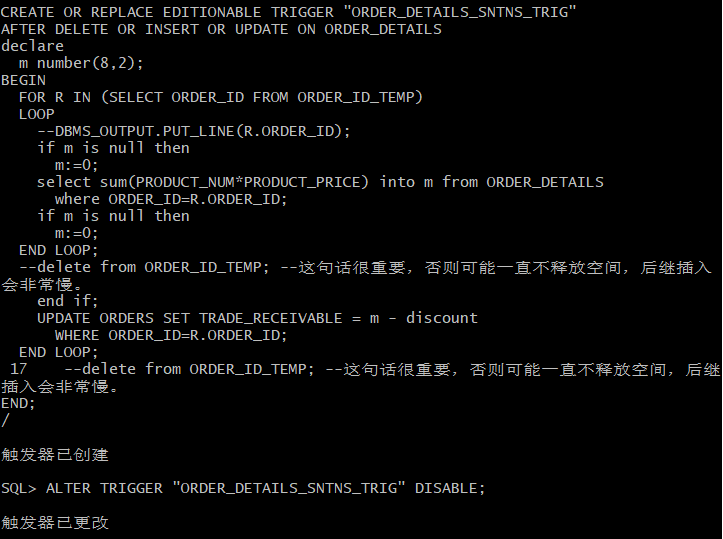 CREATE OR REPLACE EDITIONABLE TRIGGER "ORDER_DETAILS_SNTNS_TRIG"
AFTER DELETE OR INSERT OR UPDATE ON ORDER_DETAILS
declare
  m number(8,2);
BEGIN
  FOR R IN (SELECT ORDER_ID FROM ORDER_ID_TEMP)
  LOOP
    --DBMS_OUTPUT.PUT_LINE(R.ORDER_ID);
    if m is null then
      m:=0;
    select sum(PRODUCT_NUM*PRODUCT_PRICE) into m from ORDER_DETAILS
      where ORDER_ID=R.ORDER_ID;
    if m is null then
      m:=0;
  END LOOP;
  --delete from ORDER_ID_TEMP; --这句话很重要，否则可能一直不释放空间，后继插入
会非常慢。
    end if;
    UPDATE ORDERS SET TRADE_RECEIVABLE = m - discount
      WHERE ORDER_ID=R.ORDER_ID;
  END LOOP;
 17    --delete from ORDER_ID_TEMP; --这句话很重要，否则可能一直不释放空间，后继
插入会非常慢。
END;
/
触发器已创建
SQL> ALTER TRIGGER "ORDER_DETAILS_SNTNS_TRIG" DISABLE;
触发器已更改